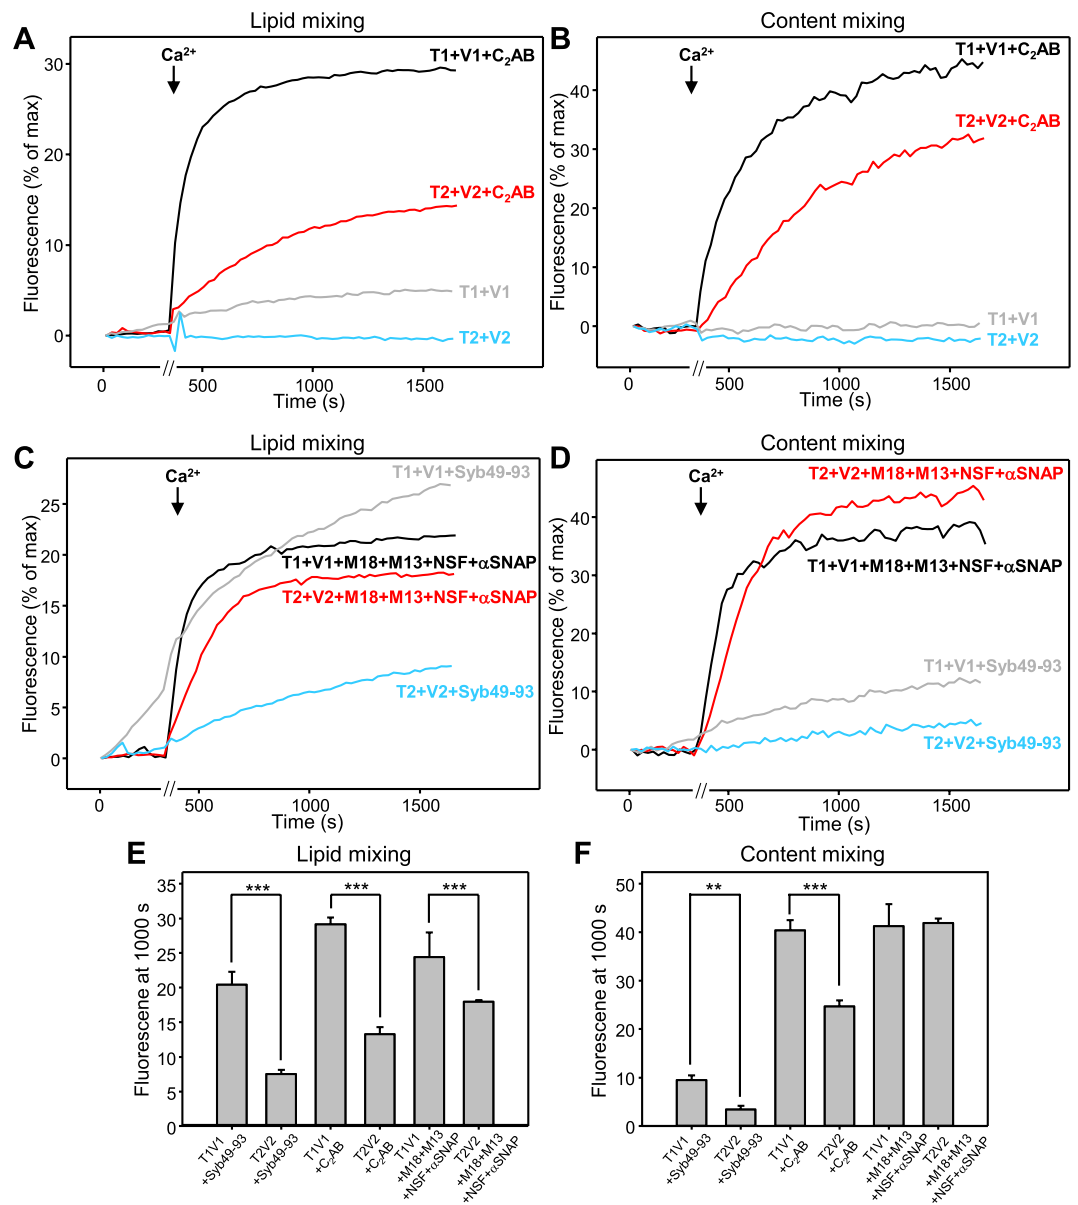 Lipid mixing
Content mixing
A
B
Fluorescence (% of max)
30
20
10
0
Ca²⁺
T1+V1+C₂AB
T2+V2+C₂AB
T1+V1
T2+V2
0
500
1000
1500
Time (s)
Fluorescence (% of max)
40
30
20
10
0
Ca²⁺
T1+V1+C₂AB
T2+V2+C₂AB
T1+V1
T2+V2
0
500
1000
1500
Time (s)
C
Lipid mixing
Fluorescence (% of max)
25
20
15
10
5
0
Ca²⁺
T1+V1+Syb49-93
T1+V1+M18+M13+NSF+αSNAP
T2+V2+M18+M13+NSF+αSNAP
T2+V2+Syb49-93
0
500
1000
1500
Time (s)
D
Content mixing
Fluorescence (% of max)
40
30
20
10
0
Ca²⁺
T2+V2+M18+M13+NSF+αSNAP
T1+V1+M18+M13+NSF+αSNAP
T1+V1+Syb49-93
T2+V2+Syb49-93
0
500
1000
1500
Time (s)
E
Lipid mixing
Fluorescene at 1000 s
35
30
25
20
15
10
5
0
***
***
***
T1V1
+Syb49-93
T2V2
+Syb49-93
T1V1
+C₂AB
T2V2
+C₂AB
T1V1
+M18+M13
+NSF+αSNAP
T2V2
+M18+M13
+NSF+αSNAP
F
Content mixing
Fluorescene at 1000 s
50
40
30
20
10
0
**
***
T1V1
+Syb49-93
T2V2
+Syb49-93
T1V1
+C₂AB
T2V2
+C₂AB
T1V1
+M18+M13
+NSF+αSNAP
T2V2
+M18+M13
+NSF+αSNAP